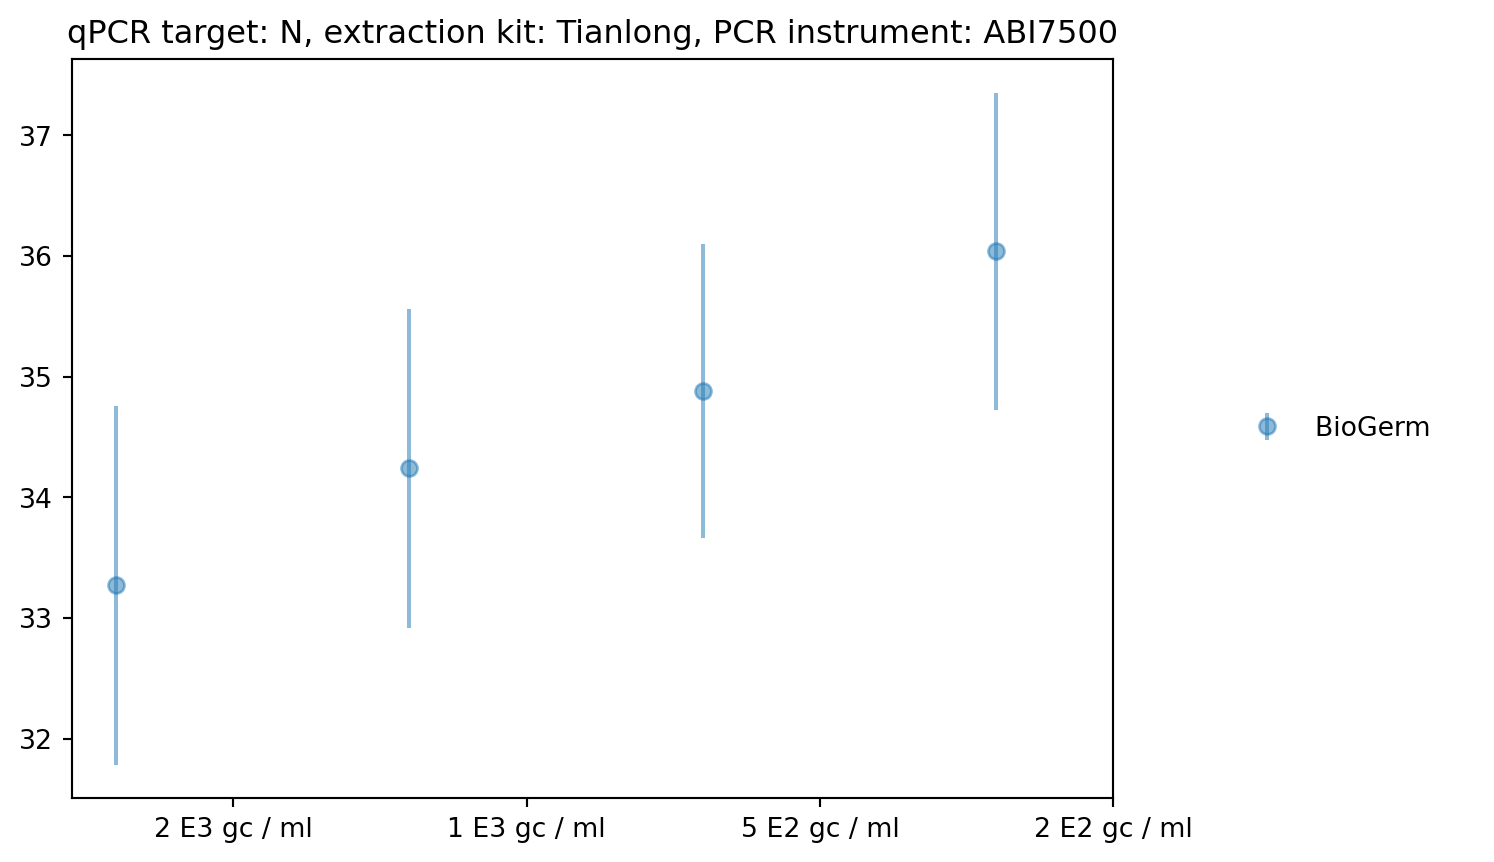 qPCR target: N, extraction kit: Tianlong, PCR instrument: ABI7500
37
36
35
34
33
32
2 E3 gc / ml
1 E3 gc / ml
5 E2 gc / ml
2 E2 gc / ml
BioGerm